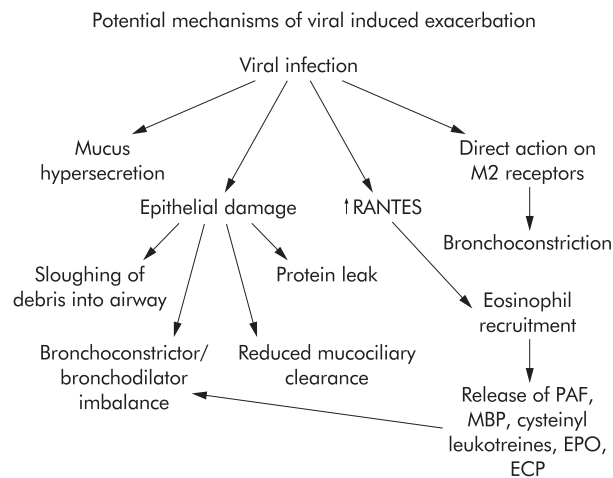 Potential mechanisms of viral induced exacerbation
Viral infection
Mucus
hypersecretion
Direct action on
M2 receptors
Epithelial damage
↑RANTES
Bronchoconstriction
Sloughing of
debris into airway
Protein leak
Eosinophil
recruitment
Bronchoconstrictor/
bronchodilator
imbalance
Reduced mucociliary
clearance
Release of PAF,
MBP, cysteinyl
leukotreines, EPO,
ECP